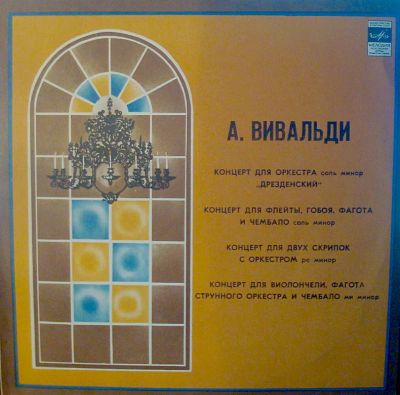 МЕЛОДИЯ
А. ВИВАЛЬДИ
КОНЦЕРТ ДЛЯ ОРКЕСТРА соль минор
„ДРЕЗДЕНСКИЙ“
КОНЦЕРТ ДЛЯ ФЛЕЙТЫ, ГОБОЯ, ФАГОТА
И ЧЕМБАЛО соль минор
КОНЦЕРТ ДЛЯ ДВУХ СКРИПОК
С ОРКЕСТРОМ ре минор
КОНЦЕРТ ДЛЯ ВИОЛОНЧЕЛИ, ФАГОТА
СТРУННОГО ОРКЕСТРА И ЧЕМБАЛО ми минор